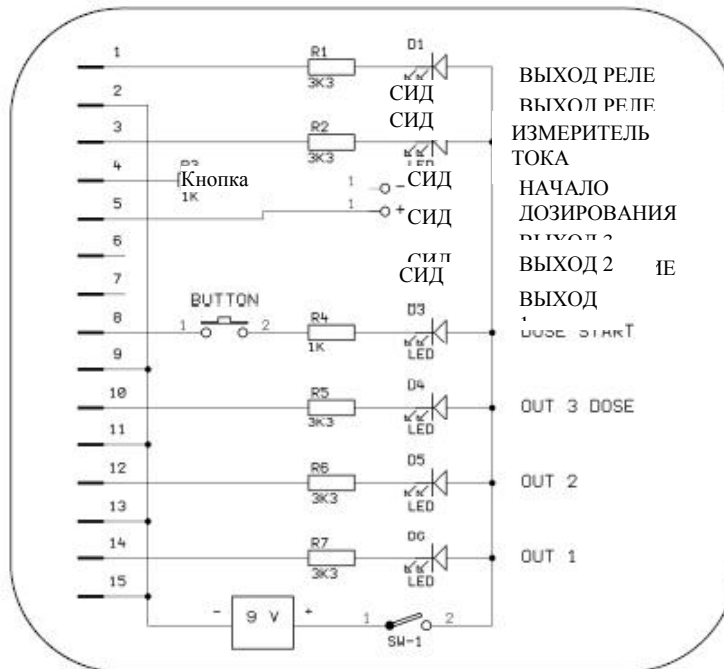 1
R1
D1
ВЫХОД РЕЛЕ
3K3
2
СИД
ВЫХОД РЕЛЕ
3
R2
СИД
ИЗМЕРИТЕЛЬ
3K3
LED
ТОКА
4
Кнопка
1
-
СИД
НАЧАЛО
1K
5
1
+
СИД
ДОЗИРОВАНИЯ
6
СИД
ВЫХОД 2
7
СИД
BUTTON
D3
ВЫХОД
8
1
2
R4
1K
LED
DOSE START
9
10
R5
D4
OUT 3 DOSE
3K3
LED
11
12
R6
D5
OUT 2
3K3
LED
13
14
R7
D6
OUT 1
3K3
LED
15
- 9 V +
1
2
SW-1